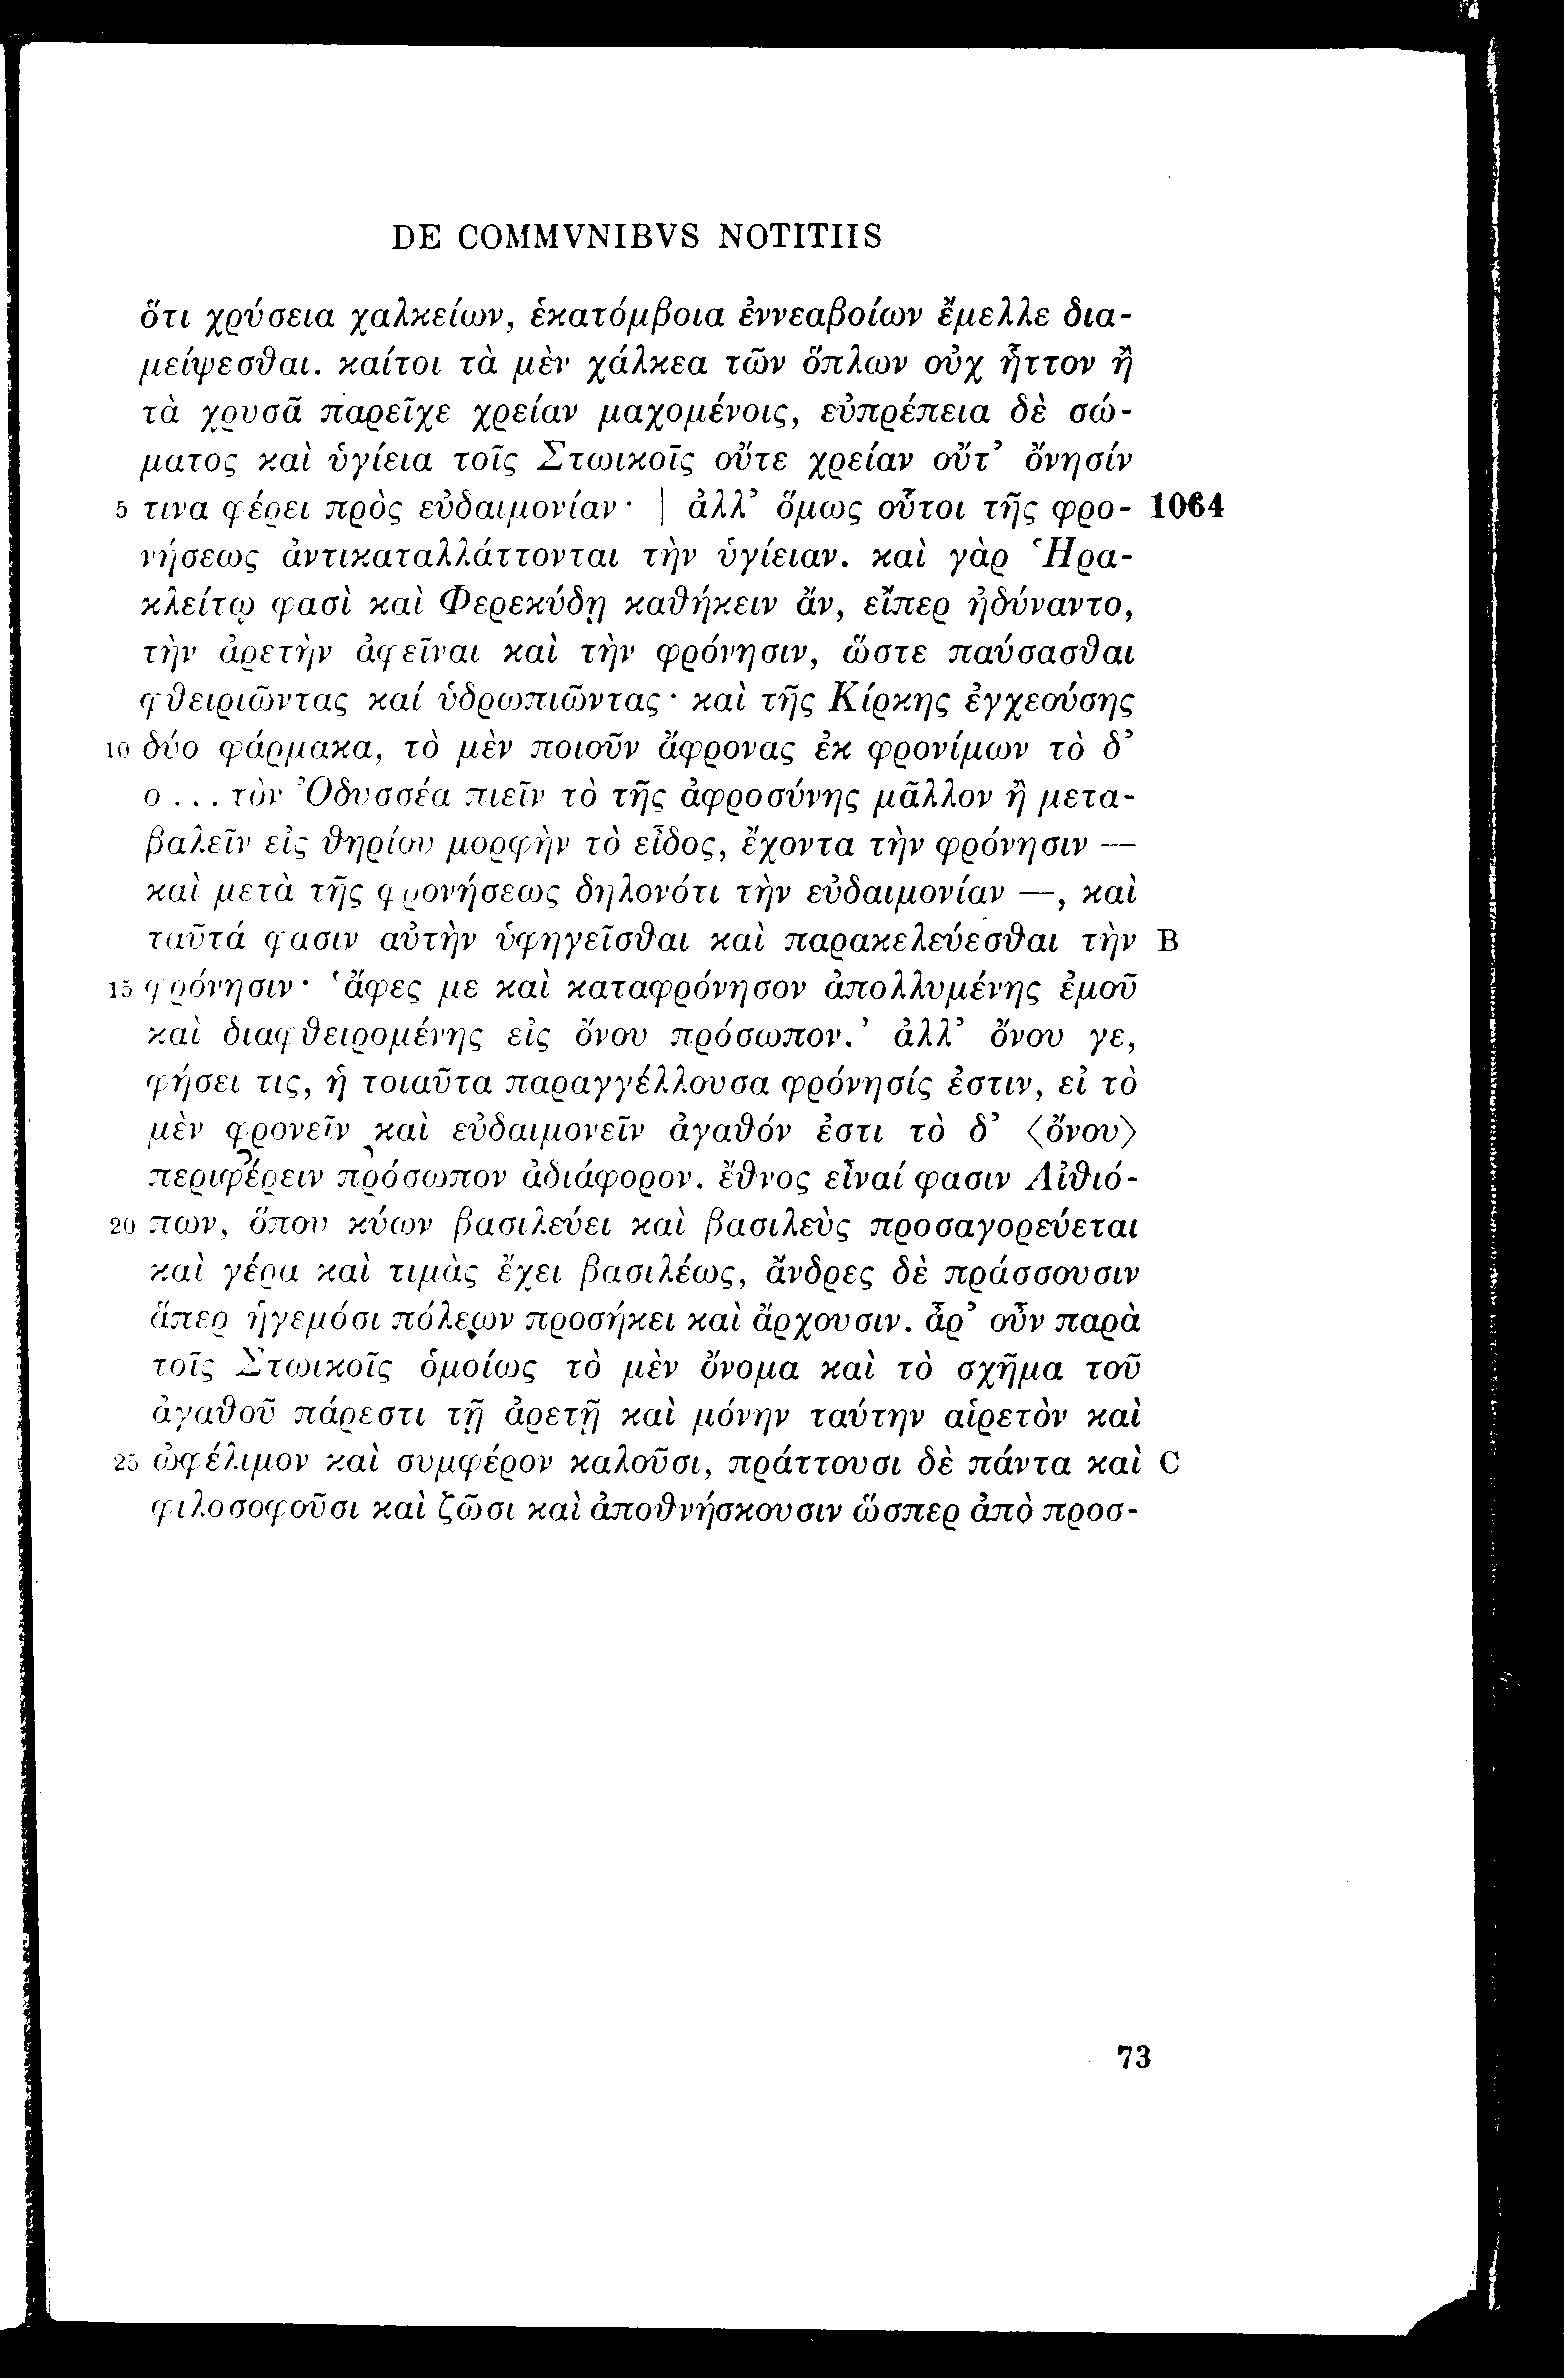 DE COMMVNIBVS NOTITIIS
ὅτι χρύσεια χαλκείων, ἑκατόμβοια ἐννεαβοίων ἔμελλε δια-
μείψεσθαι. καίτοι τὰ μὲν χάλκεα τῶν ὅπλων οὐχ ἧττον ἢ
τὰ χρυσᾶ παρεῖχε χρείαν μαχομένοις, εὐπρέπεια δὲ σώ-
ματος καὶ ὑγίεια τοῖς Στωικοῖς οὔτε χρείαν οὔτ’ ὄνησίν
5 τινα φέρει πρὸς εὐδαιμονίαν· | ἀλλ’ ὅμως οὗτοι τῆς φρο- 1064
νήσεως ἀντικαταλλάττονται τὴν ὑγίειαν. καὶ γὰρ Ἡρα-
κλείτῳ φασὶ καὶ Φερεκύδῃ καθήκειν ἄν, εἴπερ ἠδύναντο,
τὴν ἀρετὴν ἀφεῖναι καὶ τὴν φρόνησιν, ὥστε παύσασθαι
φθειριῶντας καί ὑδρωπιῶντας· καὶ τῆς Κίρκης ἐγχεούσης
10 δύο φάρμακα, τὸ μὲν ποιοῦν ἄφρονας ἐκ φρονίμων τὸ δ’
ο ... τὸν Ὀδυσσέα πιεῖν τὸ τῆς ἀφροσύνης μᾶλλον ἢ μετα-
βαλεῖν εἰς θηρίου μορφὴν τὸ εἶδος, ἔχοντα τὴν φρόνησιν —
καὶ μετὰ τῆς φρονήσεως δηλονότι τὴν εὐδαιμονίαν —, καὶ
ταῦτά φασιν αὐτὴν ὑφηγεῖσθαι καὶ παρακελεύεσθαι τὴν B
15 φρόνησιν· ‘ἄφες με καὶ καταφρόνησον ἀπολλυμένης ἐμοῦ
καὶ διαφθειρομένης εἰς ὄνου πρόσωπον.’ ἀλλ’ ὄνου γε,
φήσει τις, ἡ τοιαῦτα παραγγέλλουσα φρόνησίς ἐστιν, εἰ τὸ
μὲν φρονεῖν καὶ εὐδαιμονεῖν ἀγαθόν ἐστι τὸ δ’ ⟨ὄνου⟩
περιφέρειν πρόσωπον ἀδιάφορον. ἔθνος εἶναί φασιν Αἰθιό-
20 πων, ὅπου κύων βασιλεύει καὶ βασιλεὺς προσαγορεύεται
καὶ γέρα καὶ τιμὰς ἔχει βασιλέως, ἄνδρες δὲ πράσσουσιν
ἅπερ ἡγεμόσι πόλεων προσήκει καὶ ἄρχουσιν. ἆρ’ οὖν παρὰ
τοῖς Στωικοῖς ὁμοίως τὸ μὲν ὄνομα καὶ τὸ σχῆμα τοῦ
ἀγαθοῦ πάρεστι τῇ ἀρετῇ καὶ μόνην ταύτην αἱρετὸν καὶ
25 ὠφέλιμον καὶ συμφέρον καλοῦσι, πράττουσι δὲ πάντα καὶ C
φιλοσοφοῦσι καὶ ζῶσι καὶ ἀποθνήσκουσιν ὥσπερ ἀπὸ προσ-
73